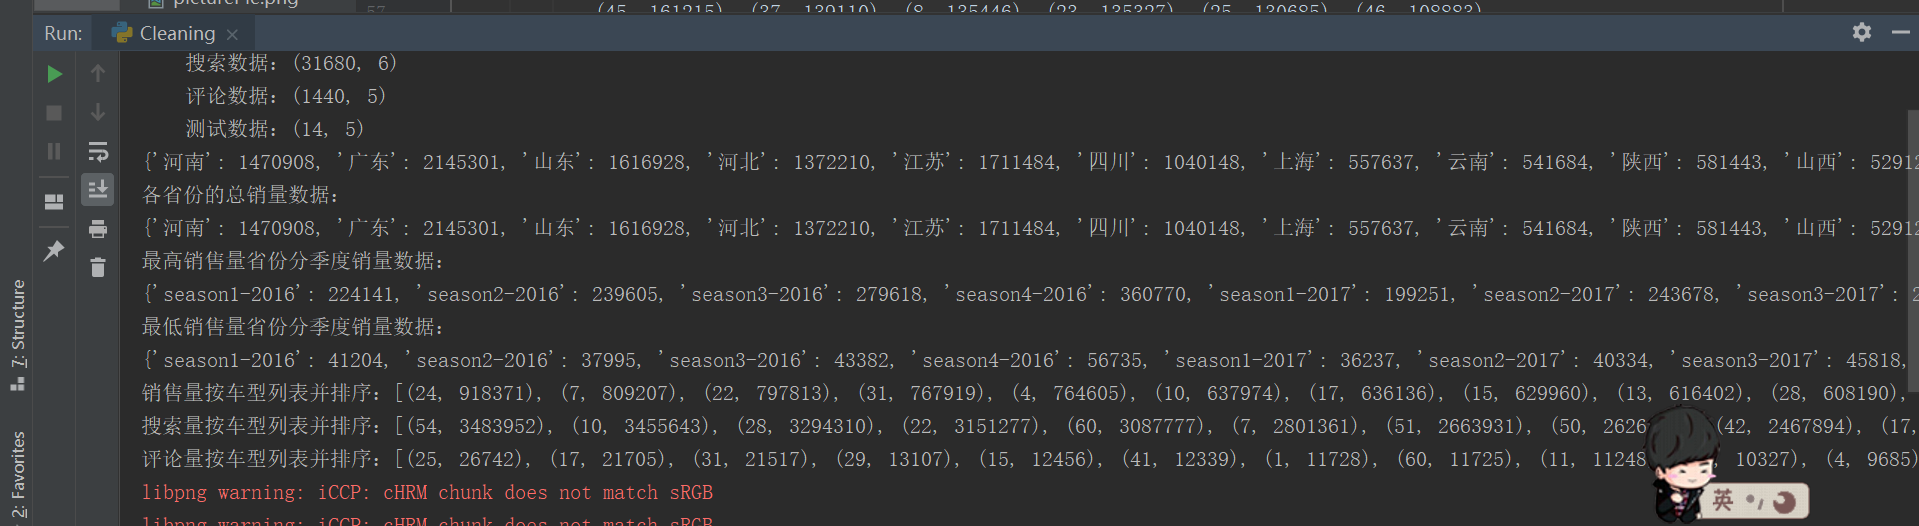 picturePie.png
57
(45, 161215), (37, 139110), (8, 135446), (23, 135327), (25, 130685), (46, 108883)
Run: Cleaning
搜索数据：(31680, 6)
评论数据：(1440, 5)
测试数据：(14, 5)
{'河南': 1470908, '广东': 2145301, '山东': 1616928, '河北': 1372210, '江苏': 1711484, '四川': 1040148, '上海': 557637, '云南': 541684, '陕西': 581443, '山西': 52912
各省份的总销量数据：
{'河南': 1470908, '广东': 2145301, '山东': 1616928, '河北': 1372210, '江苏': 1711484, '四川': 1040148, '上海': 557637, '云南': 541684, '陕西': 581443, '山西': 52912
最高销售量省份分季度销量数据：
{'season1-2016': 224141, 'season2-2016': 239605, 'season3-2016': 279618, 'season4-2016': 360770, 'season1-2017': 199251, 'season2-2017': 243678, 'season3-2017': 2
最低销售量省份分季度销量数据：
{'season1-2016': 41204, 'season2-2016': 37995, 'season3-2016': 43382, 'season4-2016': 56735, 'season1-2017': 36237, 'season2-2017': 40334, 'season3-2017': 45818,
销售量按车型列表并排序：[(24, 918371), (7, 809207), (22, 797813), (31, 767919), (4, 764605), (10, 637974), (17, 636136), (15, 629960), (13, 616402), (28, 608190),
搜索量按车型列表并排序：[(54, 3483952), (10, 3455643), (28, 3294310), (22, 3151277), (60, 3087777), (7, 2801361), (51, 2663931), (50, 2626 (42, 2467894), (17,
评论量按车型列表并排序：[(25, 26742), (17, 21705), (31, 21517), (29, 13107), (15, 12456), (41, 12339), (1, 11728), (60, 11725), (11, 11248 10327), (4, 9685)
libpng warning: iCCP: cHRM chunk does not match sRGB
libpng warning: iCCP: cHRM chunk does not match sRGB
7: Structure
2: Favorites
英